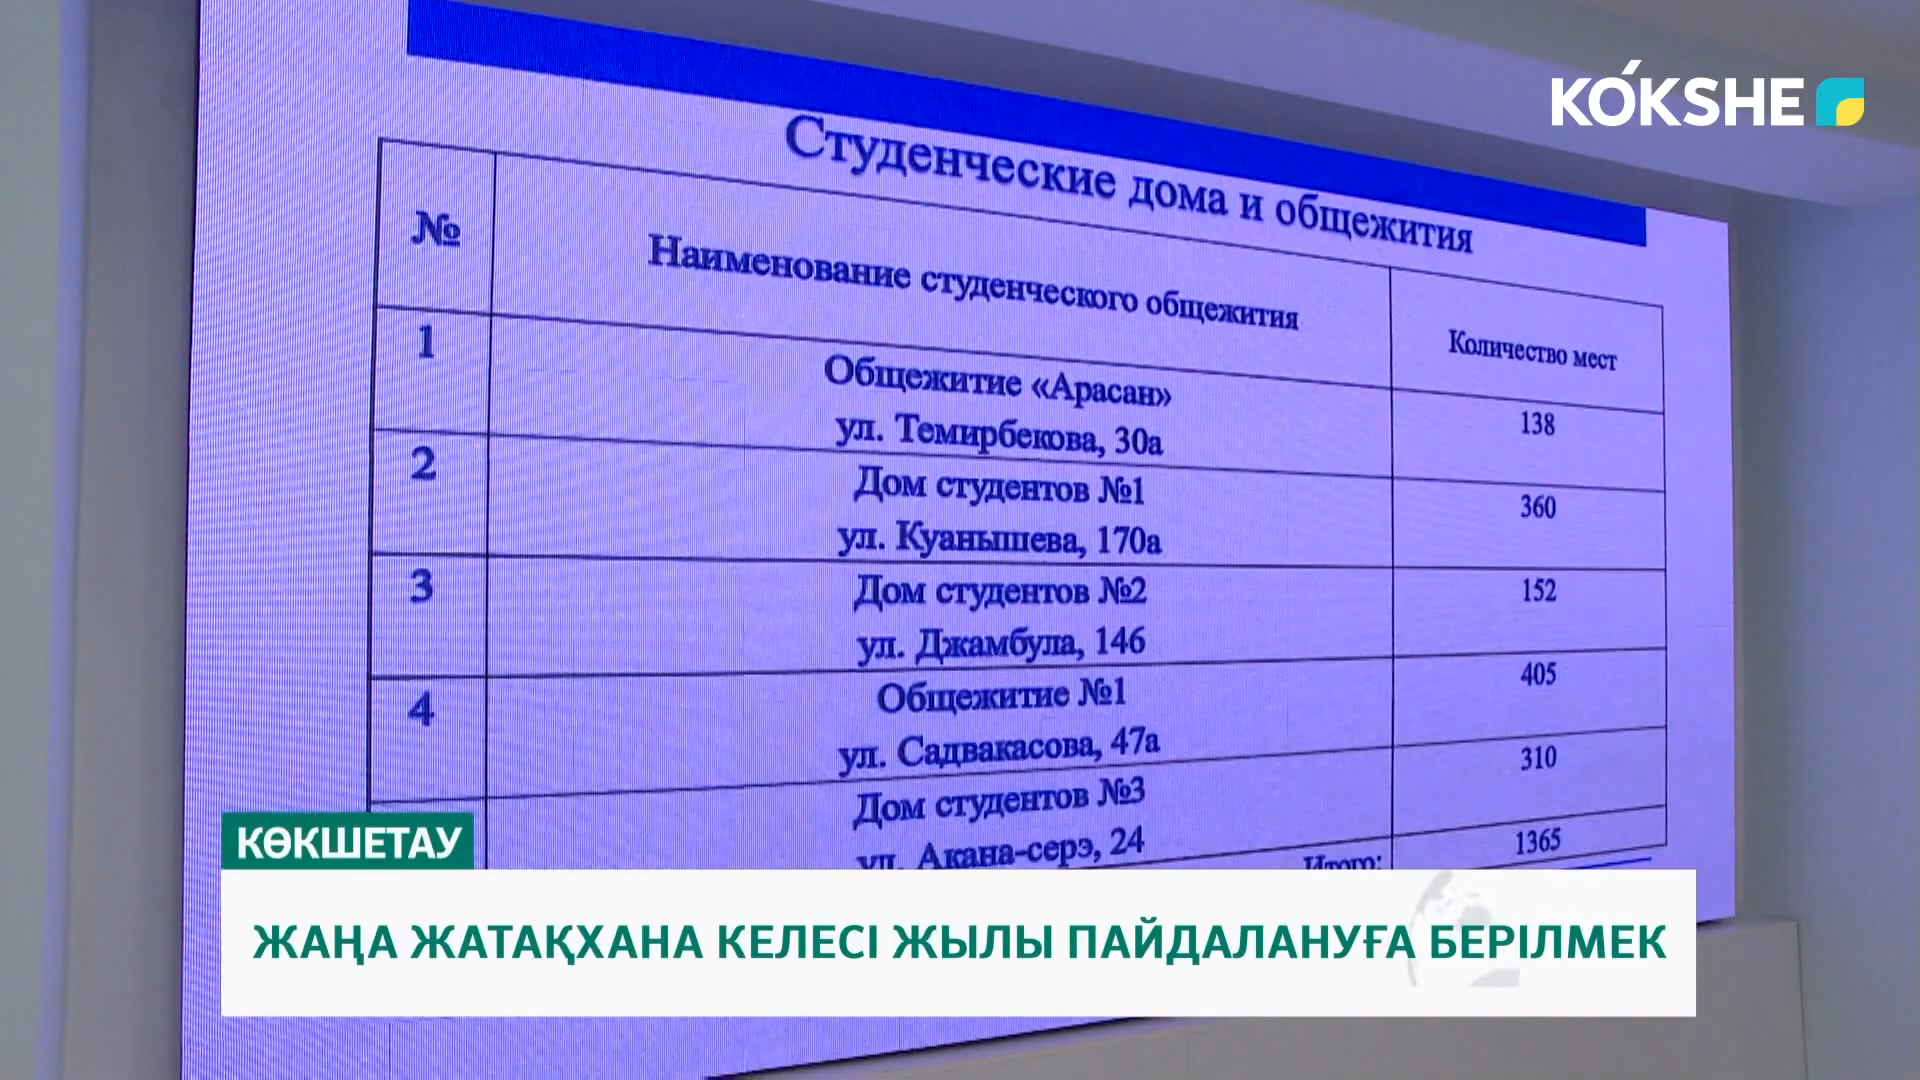 KÓKSHE
Студенческие дома и общежития
№
Наименование студенческого общежития
Количество мест
1
Общежитие «Арасан»
ул. Темирбекова, 30а
138
2
Дом студентов №1
ул. Куанышева, 170а
360
3
Дом студентов №2
ул. Джамбула, 146
152
4
Общежитие №1
ул. Садвакасова, 47а
405
Дом студентов №3
ул. Акана-серэ, 24
310
Итого:
1365
КӨКШЕТАУ
ЖАҢА ЖАТАҚХАНА КЕЛЕСІ ЖЫЛЫ ПАЙДАЛАНУҒА БЕРІЛМЕК